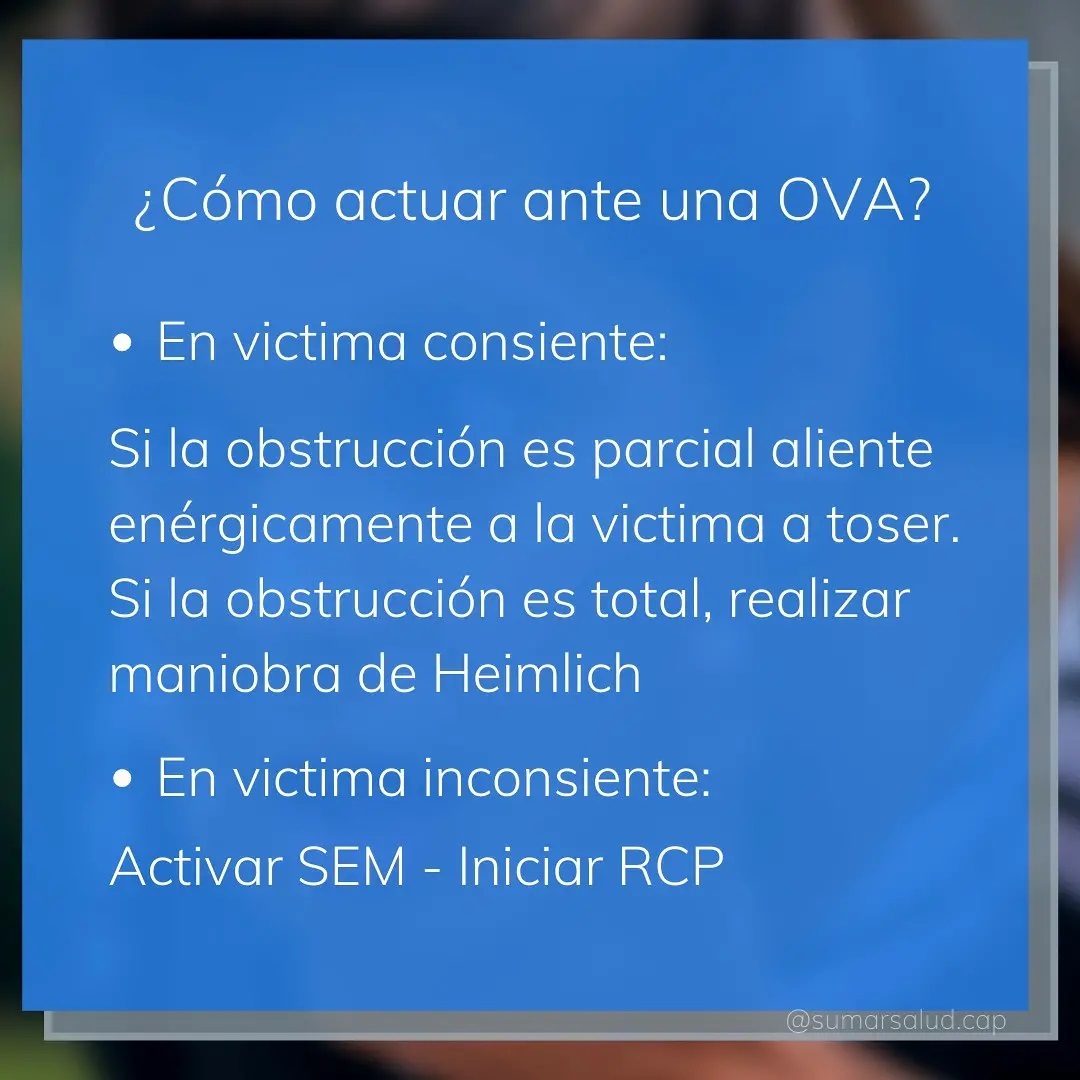 ¿Cómo actuar ante una OVA?
• En victima consiente:
Si la obstrucción es parcial aliente
enérgicamente a la victima a toser.
Si la obstrucción es total, realizar
maniobra de Heimlich
• En victima inconsiente:
Activar SEM - Iniciar RCP
@sumarsalud.cap